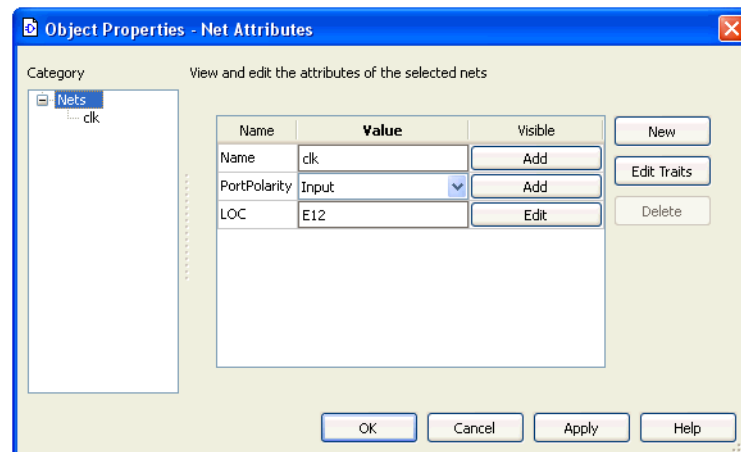 Object Properties - Net Attributes
Category
View and edit the attributes of the selected nets
Nets
clk
Name Value Visible
Name clk Add
PortPolarity Input Add
LOC E12 Edit
New
Edit Traits
Delete
OK Cancel Apply Help